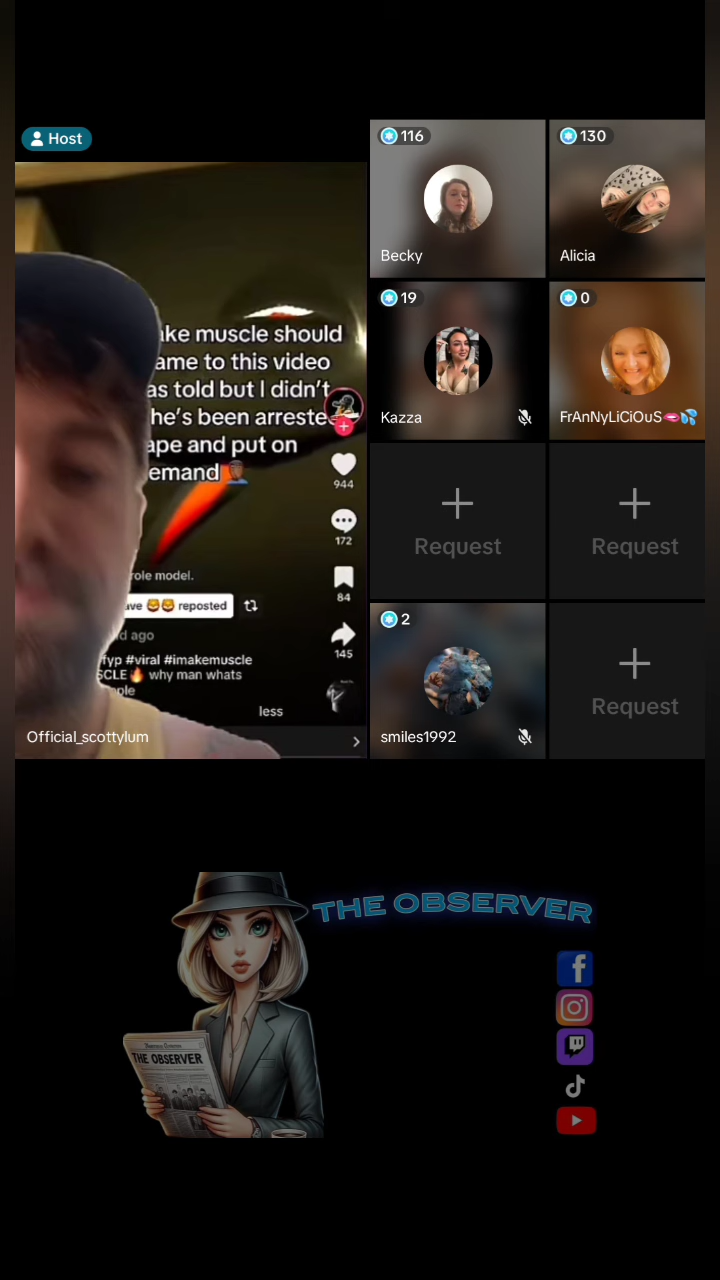 Host
ake muscle should
ame to this video
as told but I didn't
he's been arreste
ape and put on
emand
944
172
84
145
role model.
ave 😂😂 reposted
d ago
fyp #viral #imakemuscle
SCLE🔥 why man whats
ople
less
Official_scottylum
116
Becky
130
Alicia
19
Kazza
0
FrAnNyLiCiOuS🫦💦
Request
Request
2
smiles1992
Request
THE OBSERVER
THE OBSERVER